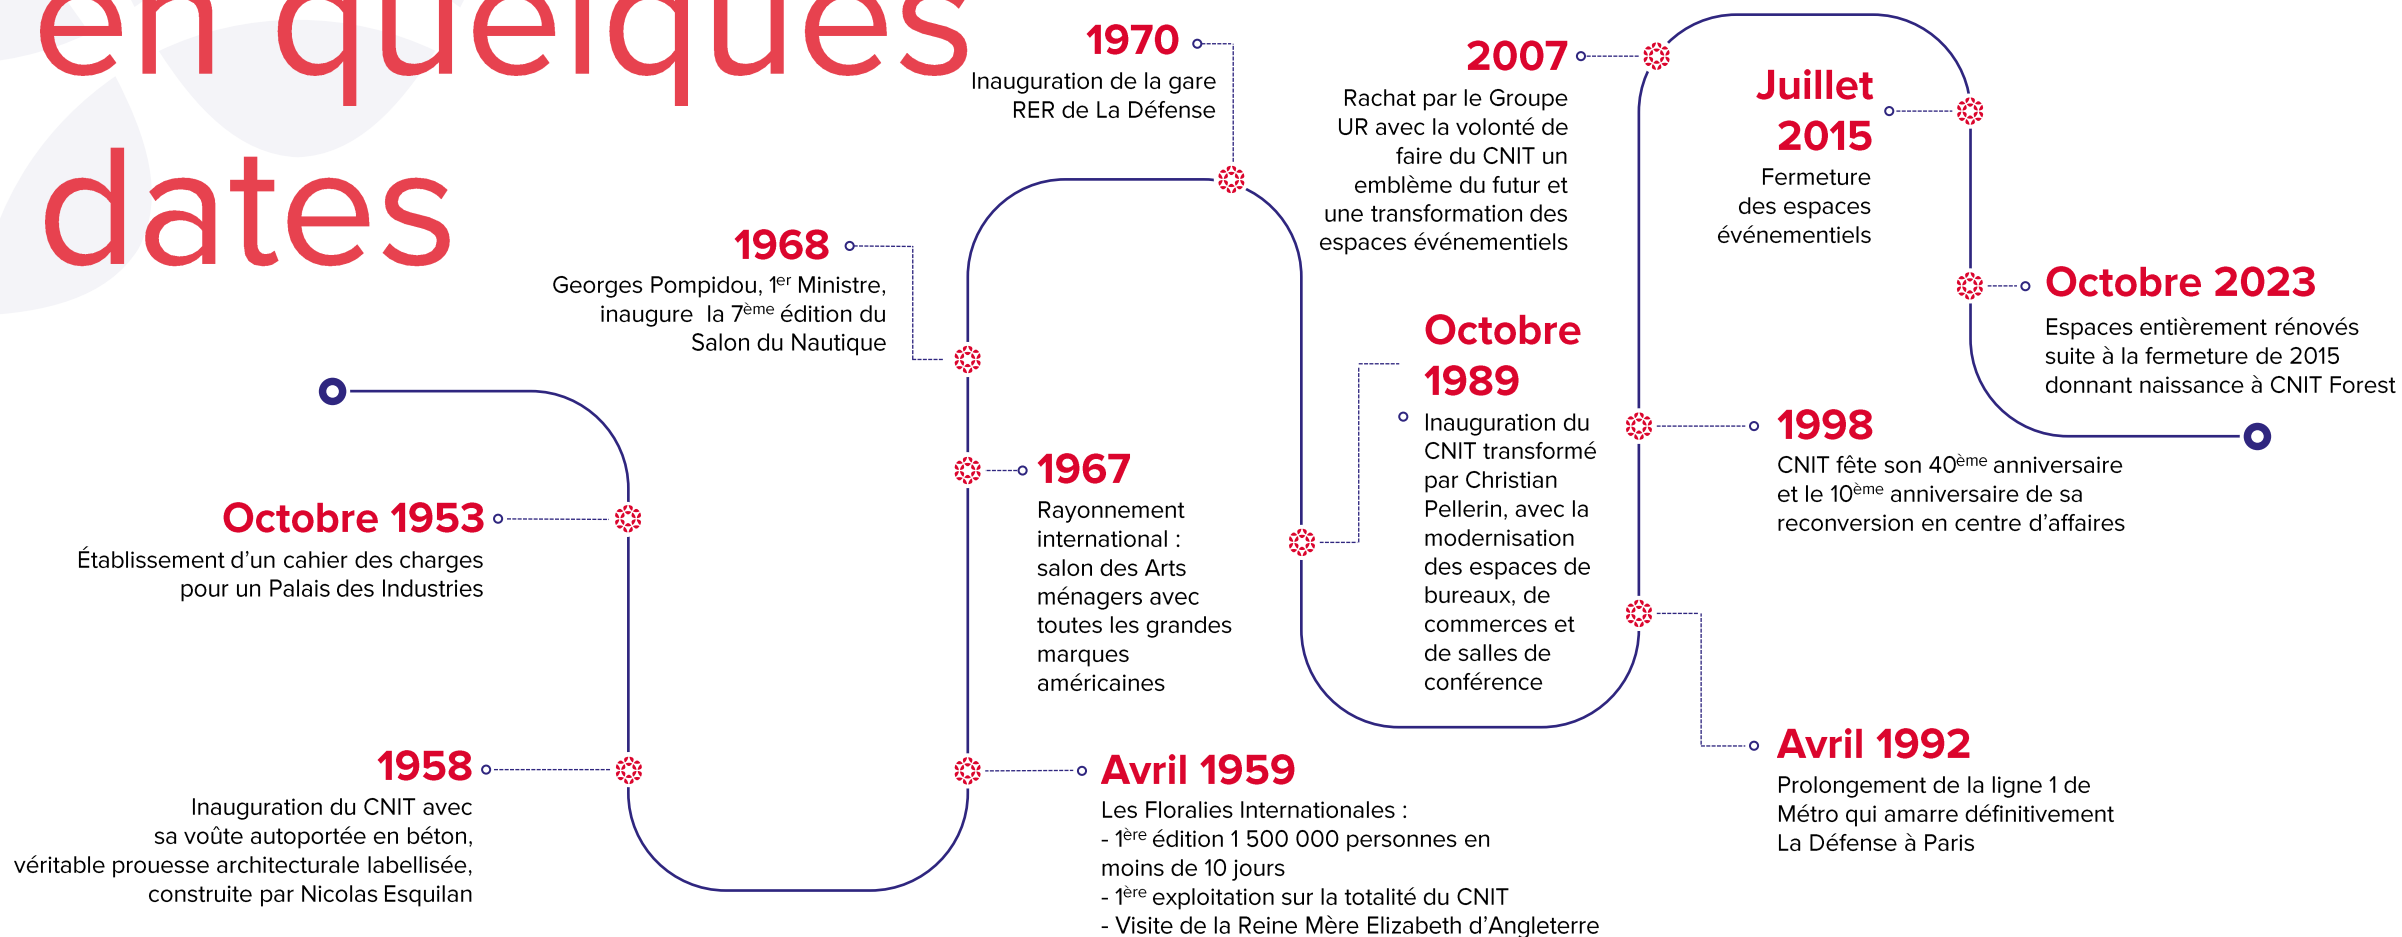 en quelques
dates
Octobre 1953
Établissement d’un cahier des charges
pour un Palais des Industries
1958
Inauguration du CNIT avec
sa voûte autoportée en béton,
véritable prouesse architecturale labellisée,
construite par Nicolas Esquilan
Avril 1959
Les Floralies Internationales :
- 1ère édition 1 500 000 personnes en
moins de 10 jours
- 1ère exploitation sur la totalité du CNIT
- Visite de la Reine Mère Elizabeth d’Angleterre
1967
Rayonnement
international :
salon des Arts
ménagers avec
toutes les grandes
marques
américaines
1968
Georges Pompidou, 1er Ministre,
inaugure  la 7ème édition du
Salon du Nautique
1970
Inauguration de la gare
RER de La Défense
Octobre
1989
Inauguration du
CNIT transformé
par Christian
Pellerin, avec la
modernisation
des espaces de
bureaux, de
commerces et
de salles de
conférence
Avril 1992
Prolongement de la ligne 1 de
Métro qui amarre définitivement
La Défense à Paris
1998
CNIT fête son 40ème anniversaire
et le 10ème anniversaire de sa
reconversion en centre d’affaires
2007
Rachat par le Groupe
UR avec la volonté de
faire du CNIT un
emblème du futur et
une transformation des
espaces événementiels
Juillet
2015
Fermeture
des espaces
événementiels
Octobre 2023
Espaces entièrement rénovés
suite à la fermeture de 2015
donnant naissance à CNIT Forest